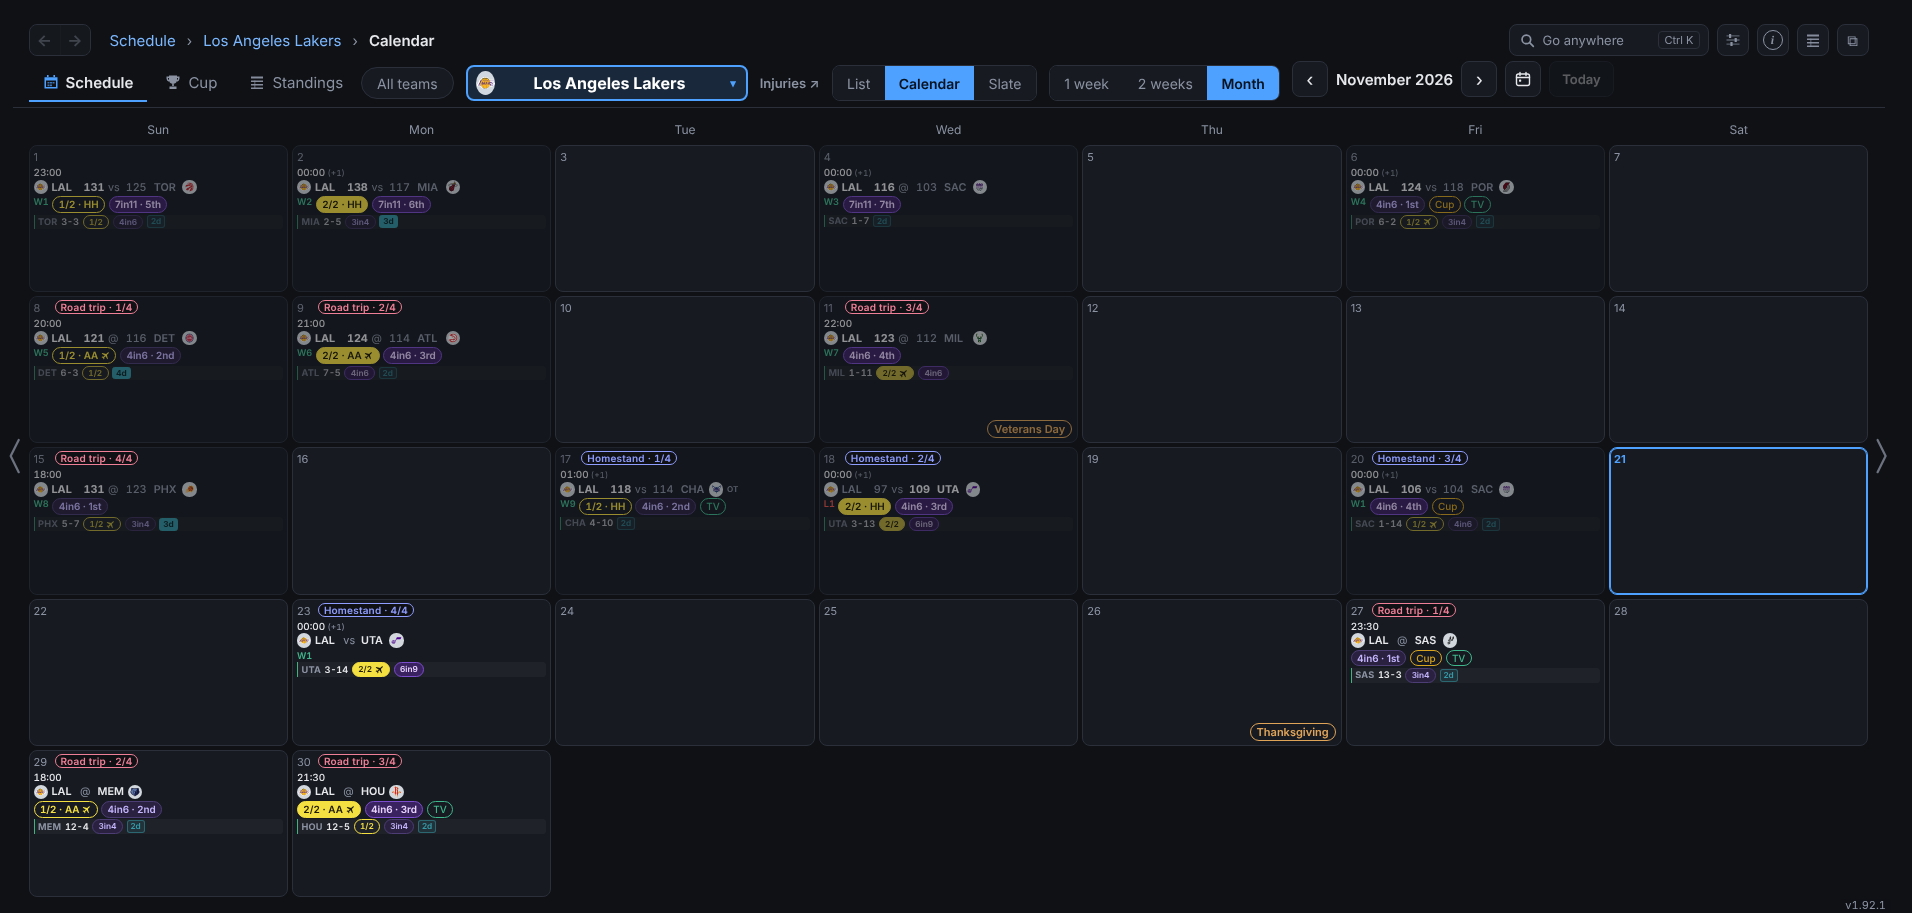 Schedule › Los Angeles Lakers › Calendar
Go anywhere Ctrl K
Schedule Cup Standings All teams Los Angeles Lakers Injuries ↗ List Calendar Slate 1 week 2 weeks Month November 2026 Today
Sun Mon Tue Wed Thu Fri Sat
1
23:00
LAL 131 vs 125 TOR
W1 1/2 · HH 7in11 · 5th
TOR 3-3 1/2 4in6 2d
2
00:00 (+1)
LAL 138 vs 117 MIA
W2 2/2 · HH 7in11 · 6th
MIA 2-5 3in4 3d
3
4
00:00 (+1)
LAL 116 @ 103 SAC
W3 7in11 · 7th
SAC 1-7 2d
5
6
00:00 (+1)
LAL 124 vs 118 POR
W4 4in6 · 1st Cup TV
POR 6-2 1/2 3in4 2d
7
8 Road trip · 1/4
20:00
LAL 121 @ 116 DET
W5 1/2 · AA 4in6 · 2nd
DET 6-3 1/2 4d
9 Road trip · 2/4
21:00
LAL 124 @ 114 ATL
W6 2/2 · AA 4in6 · 3rd
ATL 7-5 4in6 2d
10
11 Road trip · 3/4
22:00
LAL 123 @ 112 MIL
W7 4in6 · 4th
MIL 1-11 2/2 4in6
Veterans Day
12
13
14
15 Road trip · 4/4
18:00
LAL 131 @ 123 PHX
W8 4in6 · 1st
PHX 5-7 1/2 3in4 3d
16
17 Homestand · 1/4
01:00 (+1)
LAL 118 vs 114 CHA OT
W9 1/2 · HH 4in6 · 2nd TV
CHA 4-10 2d
18 Homestand · 2/4
00:00 (+1)
LAL 97 vs 109 UTA
L1 2/2 · HH 4in6 · 3rd
UTA 3-13 2/2 6in9
19
20 Homestand · 3/4
00:00 (+1)
LAL 106 vs 104 SAC
W1 4in6 · 4th Cup
SAC 1-14 1/2 4in6 2d
21
22
23 Homestand · 4/4
00:00 (+1)
LAL vs UTA
W1
UTA 3-14 2/2 6in9
24
25
26
Thanksgiving
27 Road trip · 1/4
23:30
LAL @ SAS
4in6 · 1st Cup TV
SAS 13-3 3in4 2d
28
29 Road trip · 2/4
18:00
LAL @ MEM
1/2 · AA 4in6 · 2nd
MEM 12-4 3in4 2d
30 Road trip · 3/4
21:30
LAL @ HOU
2/2 · AA 4in6 · 3rd TV
HOU 12-5 1/2 3in4 2d
v1.92.1